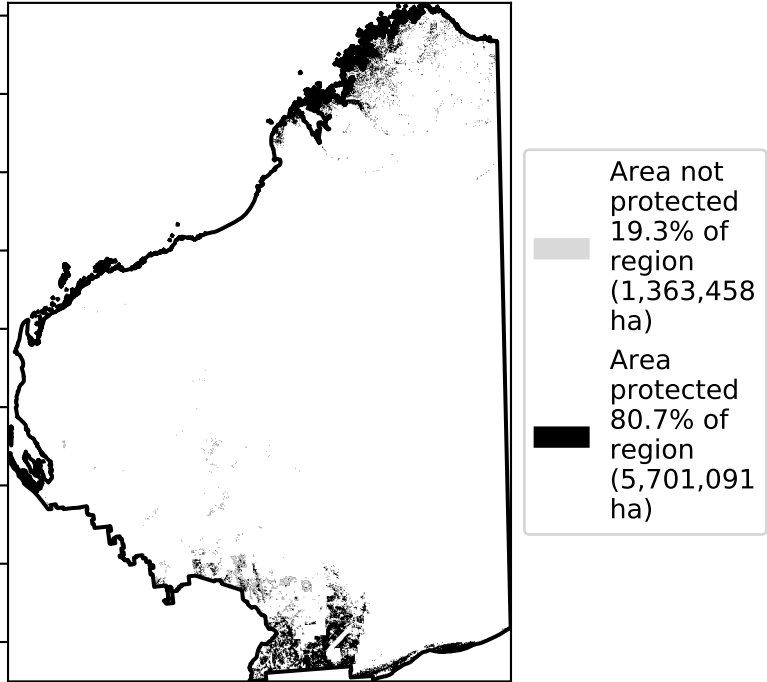 Area not
protected
19.3% of
region
(1,363,458
ha)
Area
protected
80.7% of
region
(5,701,091
ha)